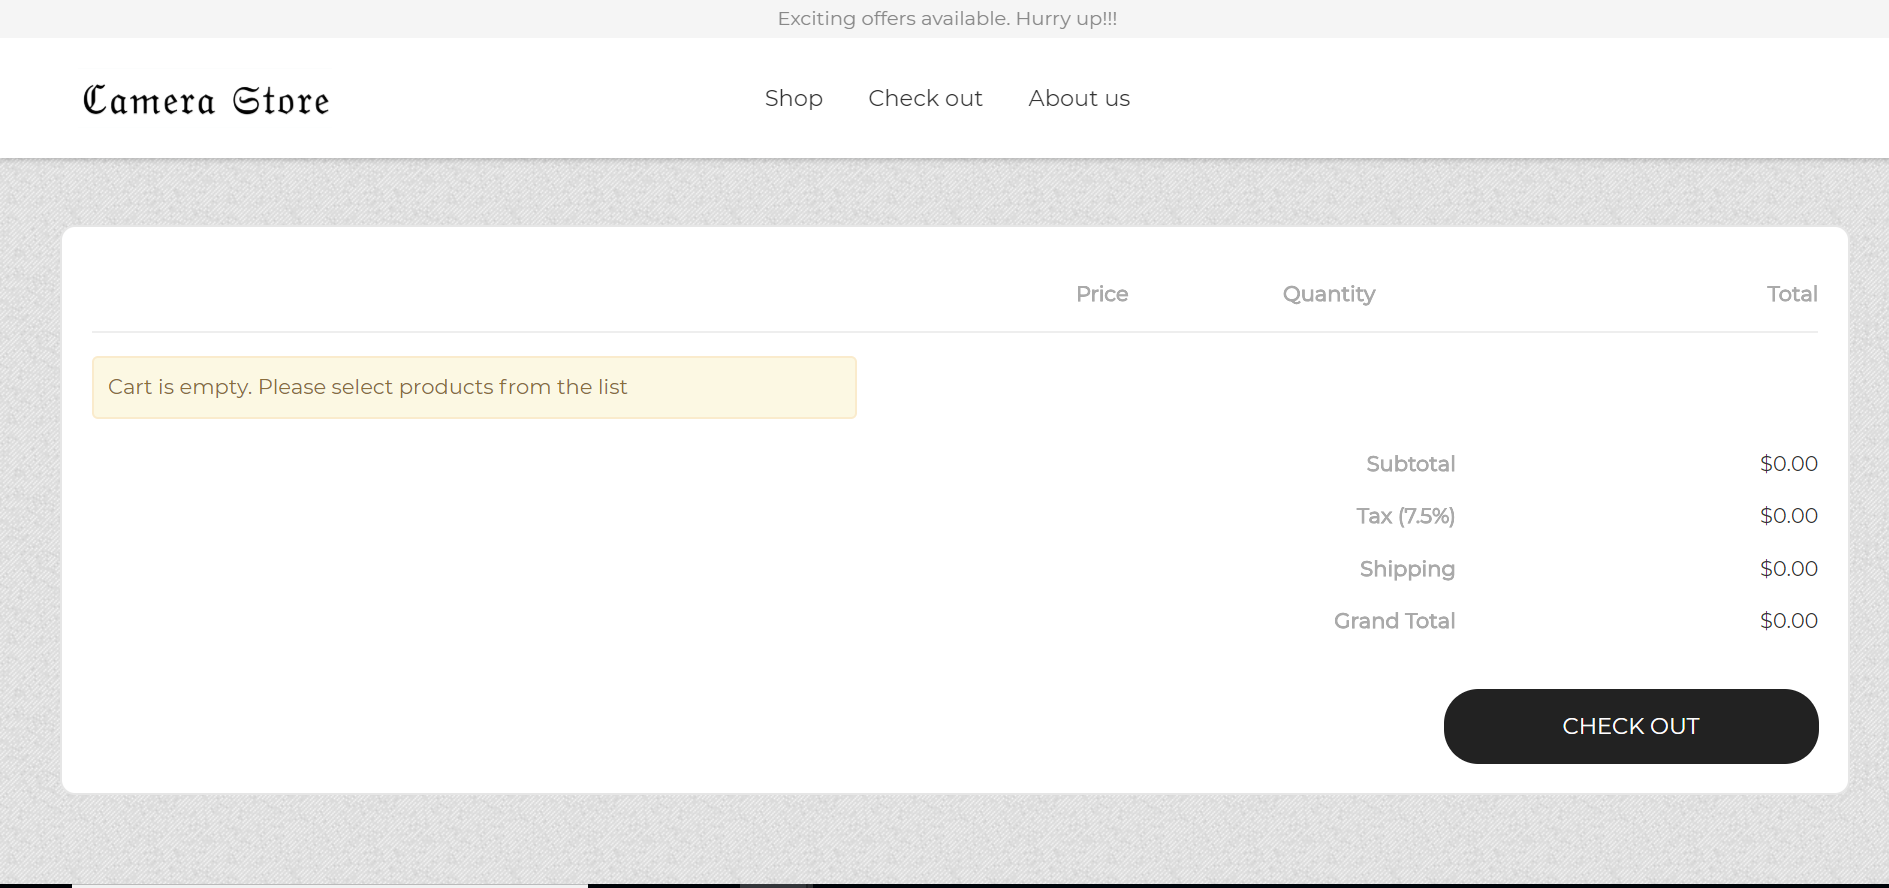 Exciting offers available. Hurry up!!!
Camera Store
Shop Check out About us
Price Quantity Total
Cart is empty. Please select products from the list
Subtotal $0.00
Tax (7.5%) $0.00
Shipping $0.00
Grand Total $0.00
CHECK OUT